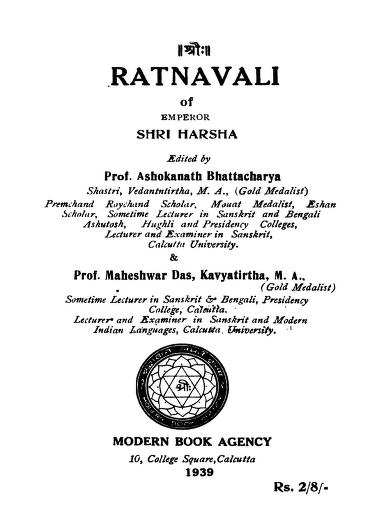 ॥श्रीः॥
RATNAVALI
of
EMPEROR
SHRI HARSHA
Edited by
Prof. Ashokanath Bhattacharya
Shastri, Vedantntirtha, M. A., (Gold Medalist)
Premchand Roychand Scholar, Mouat Medalist, Eshan
Scholar, Sometime Lecturer in Sanskrit and Bengali
Ashutosh, Hughli and Presidency Colleges,
Lecturer and Examiner in Sanskrit,
Calcutta University.
&
Prof. Maheshwar Das, Kavyatirtha, M. A.,
(Gold Medalist)
Sometime Lecturer in Sanskrit & Bengali, Presidency
College, Calcutta.
Lecturer and Examiner in Sanskrit and Modern
Indian Languages, Calcutta University.
श्रीः
MODERN BOOK AGENCY
10, College Square, Calcutta
1939
Rs. 2/8/-